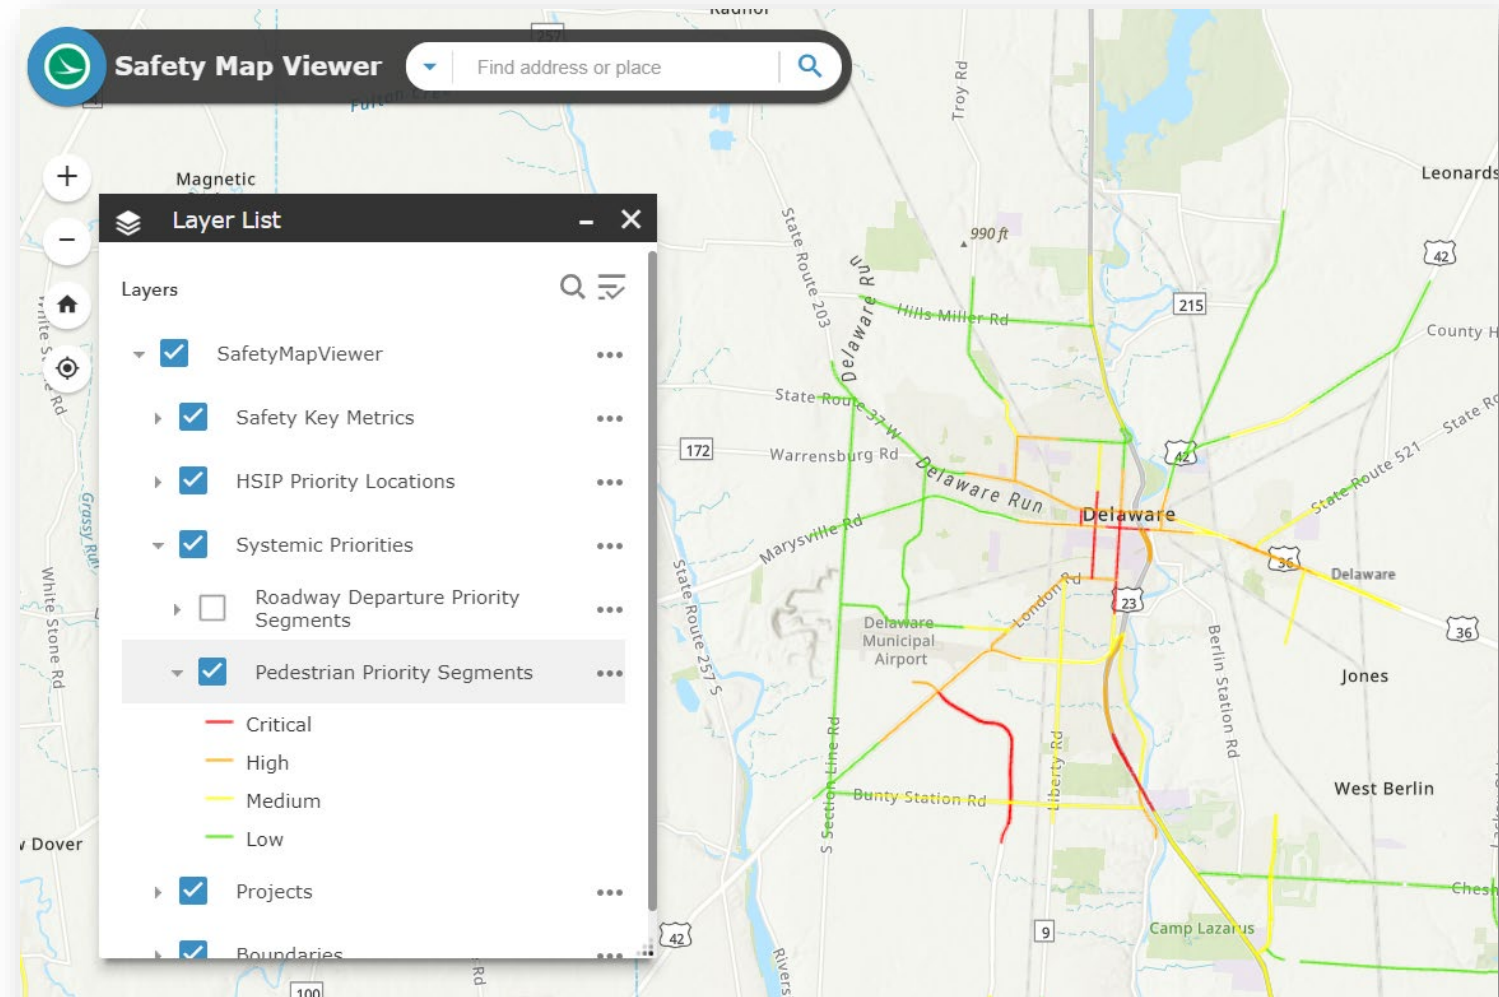 Radnor
257
Safety Map Viewer
Find address or place
Troy Rd
Magnetic
Leonards
Layer List
State Route 203
990 ft
Delaware Run
42
Layers
215
Hills Miller Rd
County H
SafetyMapViewer
State Route 37 W
Safety Key Metrics
State Ro
172
Warrensburg Rd
42
HSIP Priority Locations
State Route 521
Delaware Run
Grassy Run
Delaware
Marysville Rd
Systemic Priorities
36
Delaware
State Route 257 S
White Stone Rd
Roadway Departure Priority
Segments
London Rd
23
Delaware
Municipal
Airport
Berlin Station Rd
36
Pedestrian Priority Segments
Jones
Critical
High
S Section Line Rd
Liberty Rd
Medium
Bunty Station Rd
West Berlin
Low
Dover
Projects
Chesh
42
9
Camp Lazarus
Boundaries
Rivers
Rd
100